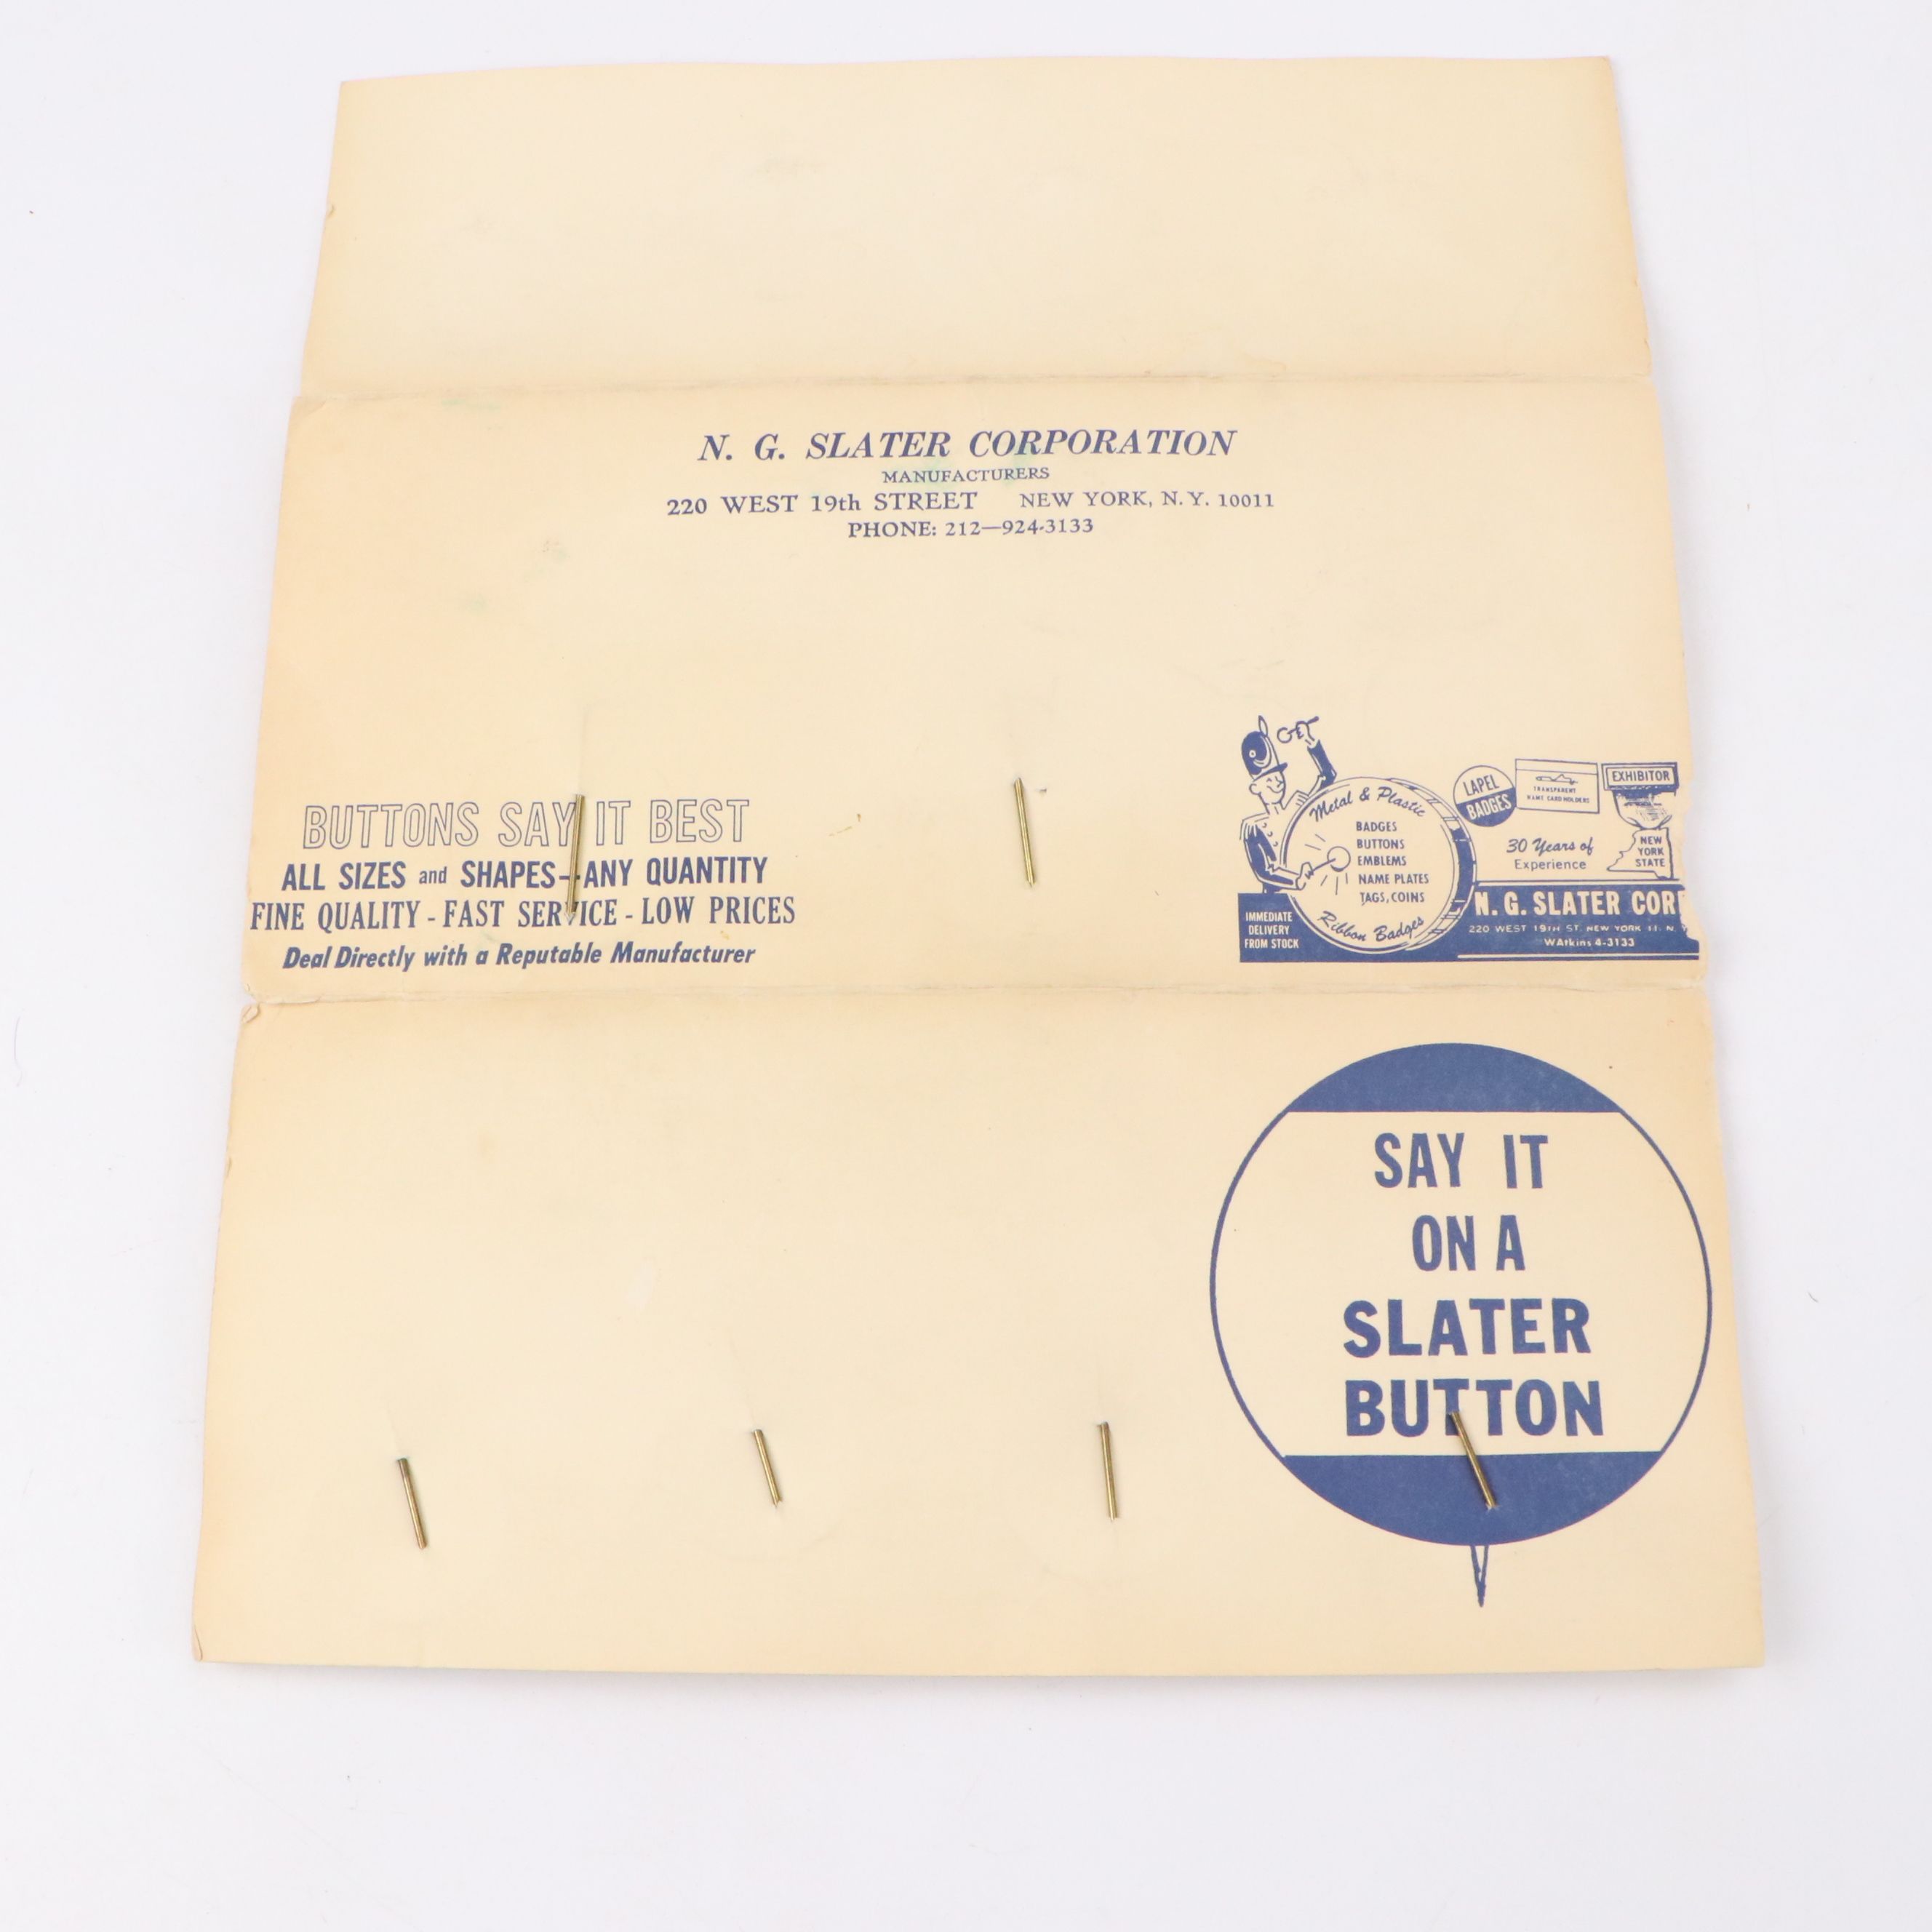 N. G. SLATER CORPORATION
MANUFACTURERS
220 WEST 19th STREET NEW YORK, N.Y. 10011
PHONE: 212—924-3133
BUTTONS SAY IT BEST
ALL SIZES and SHAPES—ANY QUANTITY
FINE QUALITY - FAST SERVICE - LOW PRICES
Deal Directly with a Reputable Manufacturer
Metal & Plastic
BADGES
BUTTONS
EMBLEMS
NAME PLATES
TAGS, COINS
Ribbon Badges
IMMEDIATE
DELIVERY
FROM STOCK
LAPEL
BADGES
TRANSPARENT
NAME CARD HOLDERS
EXHIBITOR
NEW
YORK
STATE
30 Years of
Experience
N. G. SLATER COR
220 WEST 19TH ST. NEW YORK 11. N.
WAtkins 4-3133
SAY IT
ON A
SLATER
BUTTON